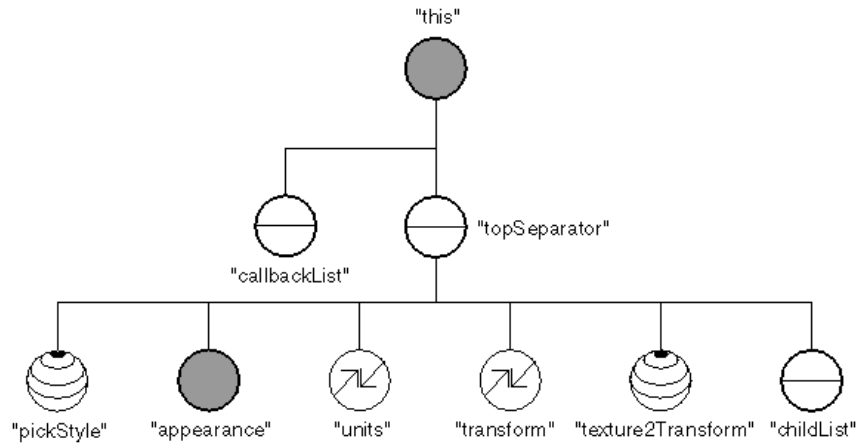 "this"
"topSeparator"
"callbackList"
"pickStyle"
"appearance"
"units"
"transform"
"texture2Transform"
"childList"